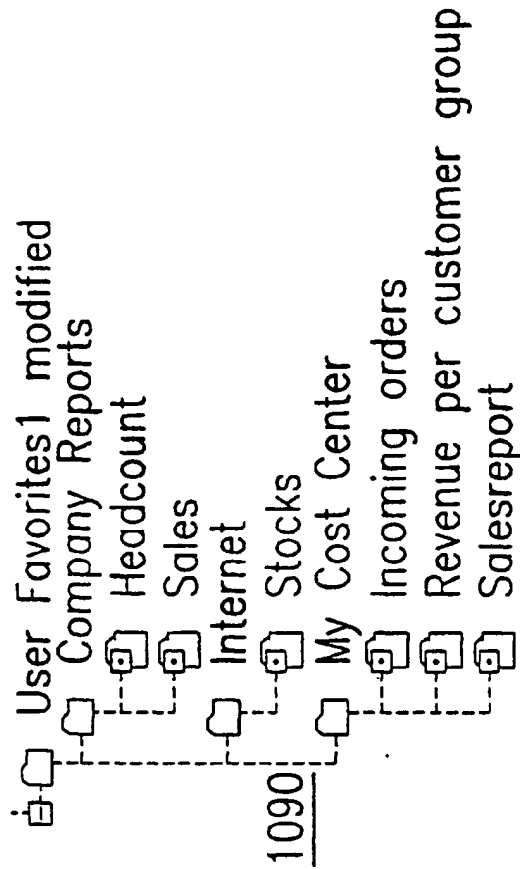 User Favorites1 modified
Company Reports
Headcount
Sales
Internet
Stocks
My Cost Center
Incoming orders
Revenue per customer group
Salesreport
1090